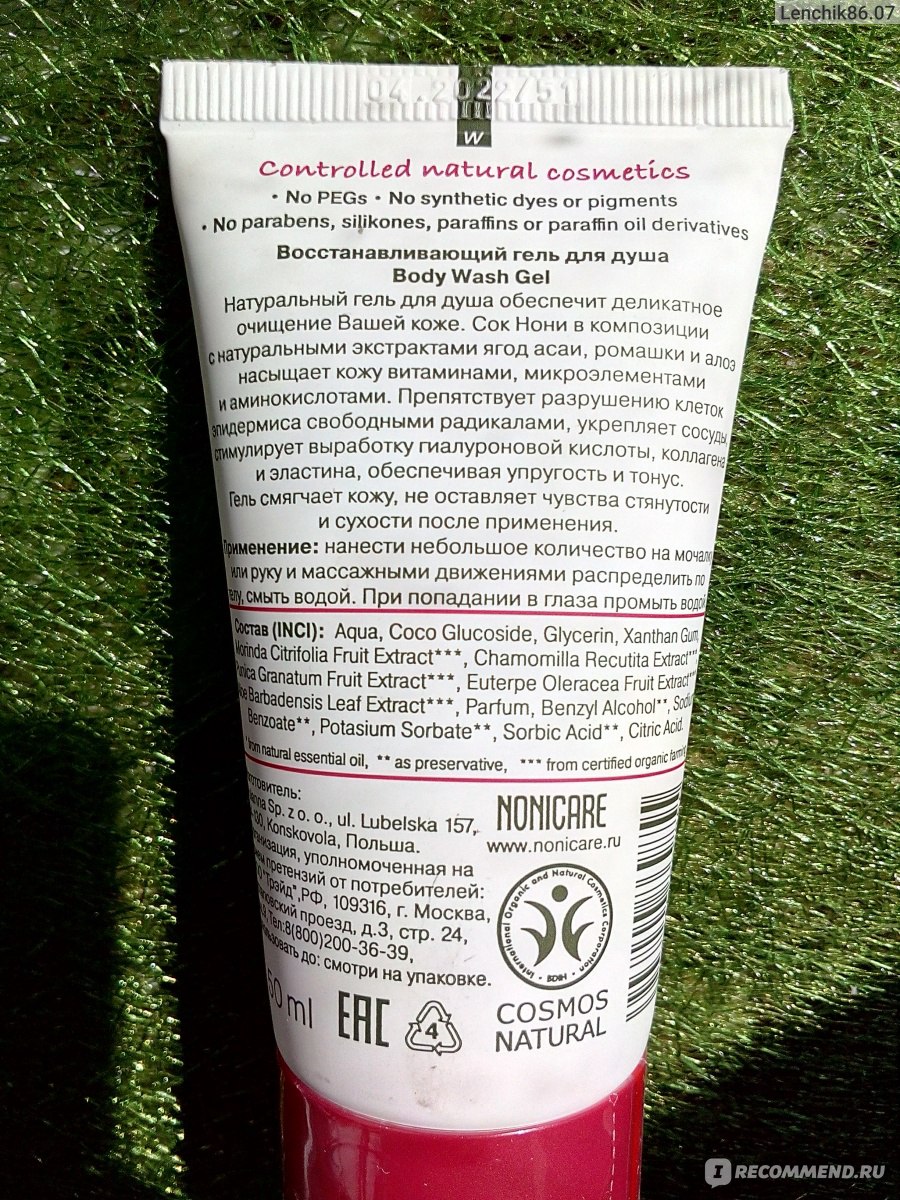 Lenchik86.07
04.2022/51
W
Controlled natural cosmetics
• No PEGs • No synthetic dyes or pigments
• No parabens, silikones, paraffins or paraffin oil derivatives
Восстанавливающий гель для душа
Body Wash Gel
Натуральный гель для душа обеспечит деликатное
очищение Вашей коже. Сок Нони в композиции
с натуральными экстрактами ягод асаи, ромашки и алоэ
насыщает кожу витаминами, микроэлементами
и аминокислотами. Препятствует разрушению клеток
эпидермиса свободными радикалами, укрепляет сосуды,
стимулирует выработку гиалуроновой кислоты, коллагена
и эластина, обеспечивая упругость и тонус.
Гель смягчает кожу, не оставляет чувства стянутости
и сухости после применения.
Применение: нанести небольшое количество на мочалку
или руку и массажными движениями распределить по
телу, смыть водой. При попадании в глаза промыть водой.
Состав (INCI): Aqua, Coco Glucoside, Glycerin, Xanthan Gum,
Morinda Citrifolia Fruit Extract***, Chamomilla Recutita Extract***,
Punica Granatum Fruit Extract***, Euterpe Oleracea Fruit Extract***,
Barbadensis Leaf Extract***, Parfum, Benzyl Alcohol**,
Benzoate**, Potasium Sorbate**, Sorbic Acid**, Citric Acid.
* from natural essential oil, ** as preservative, *** from certified organic farming
Sp. z o. o., ul. Lubelska 157,
Konskovola, Польша.
уполномоченная на
претензий от потребителей:
"Трэйд",РФ, 109316, г. Москва,
проезд, д.3, стр. 24,
Тел:8(800)200-36-39,
до: смотри на упаковке.
ml
EAC
4
NONICARE
www.nonicare.ru
International Organic and Natural Cosmetics Corporation
• BDIH •
COSMOS
NATURAL
IRECOMMEND.RU